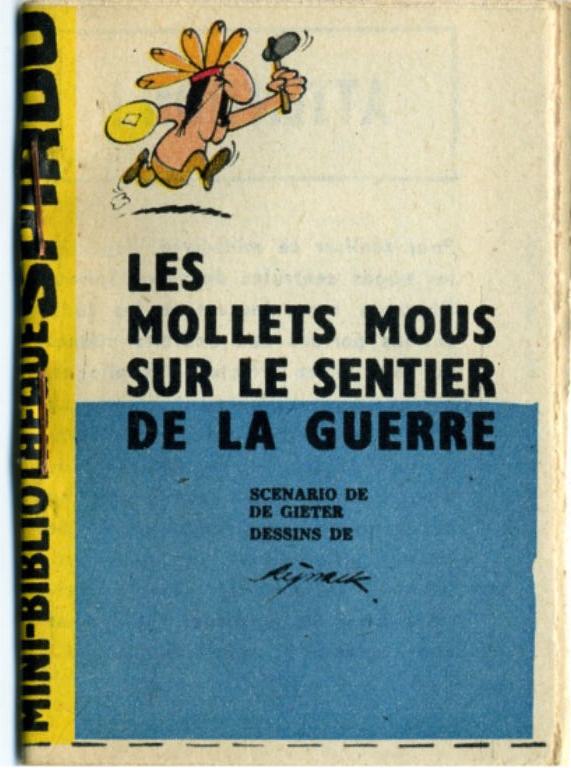 MINI-BIBLIOTHEQUE SPIROU
LES
MOLLETS MOUS
SUR LE SENTIER
DE LA GUERRE
SCENARIO DE
DE GIETER
DESSINS DE